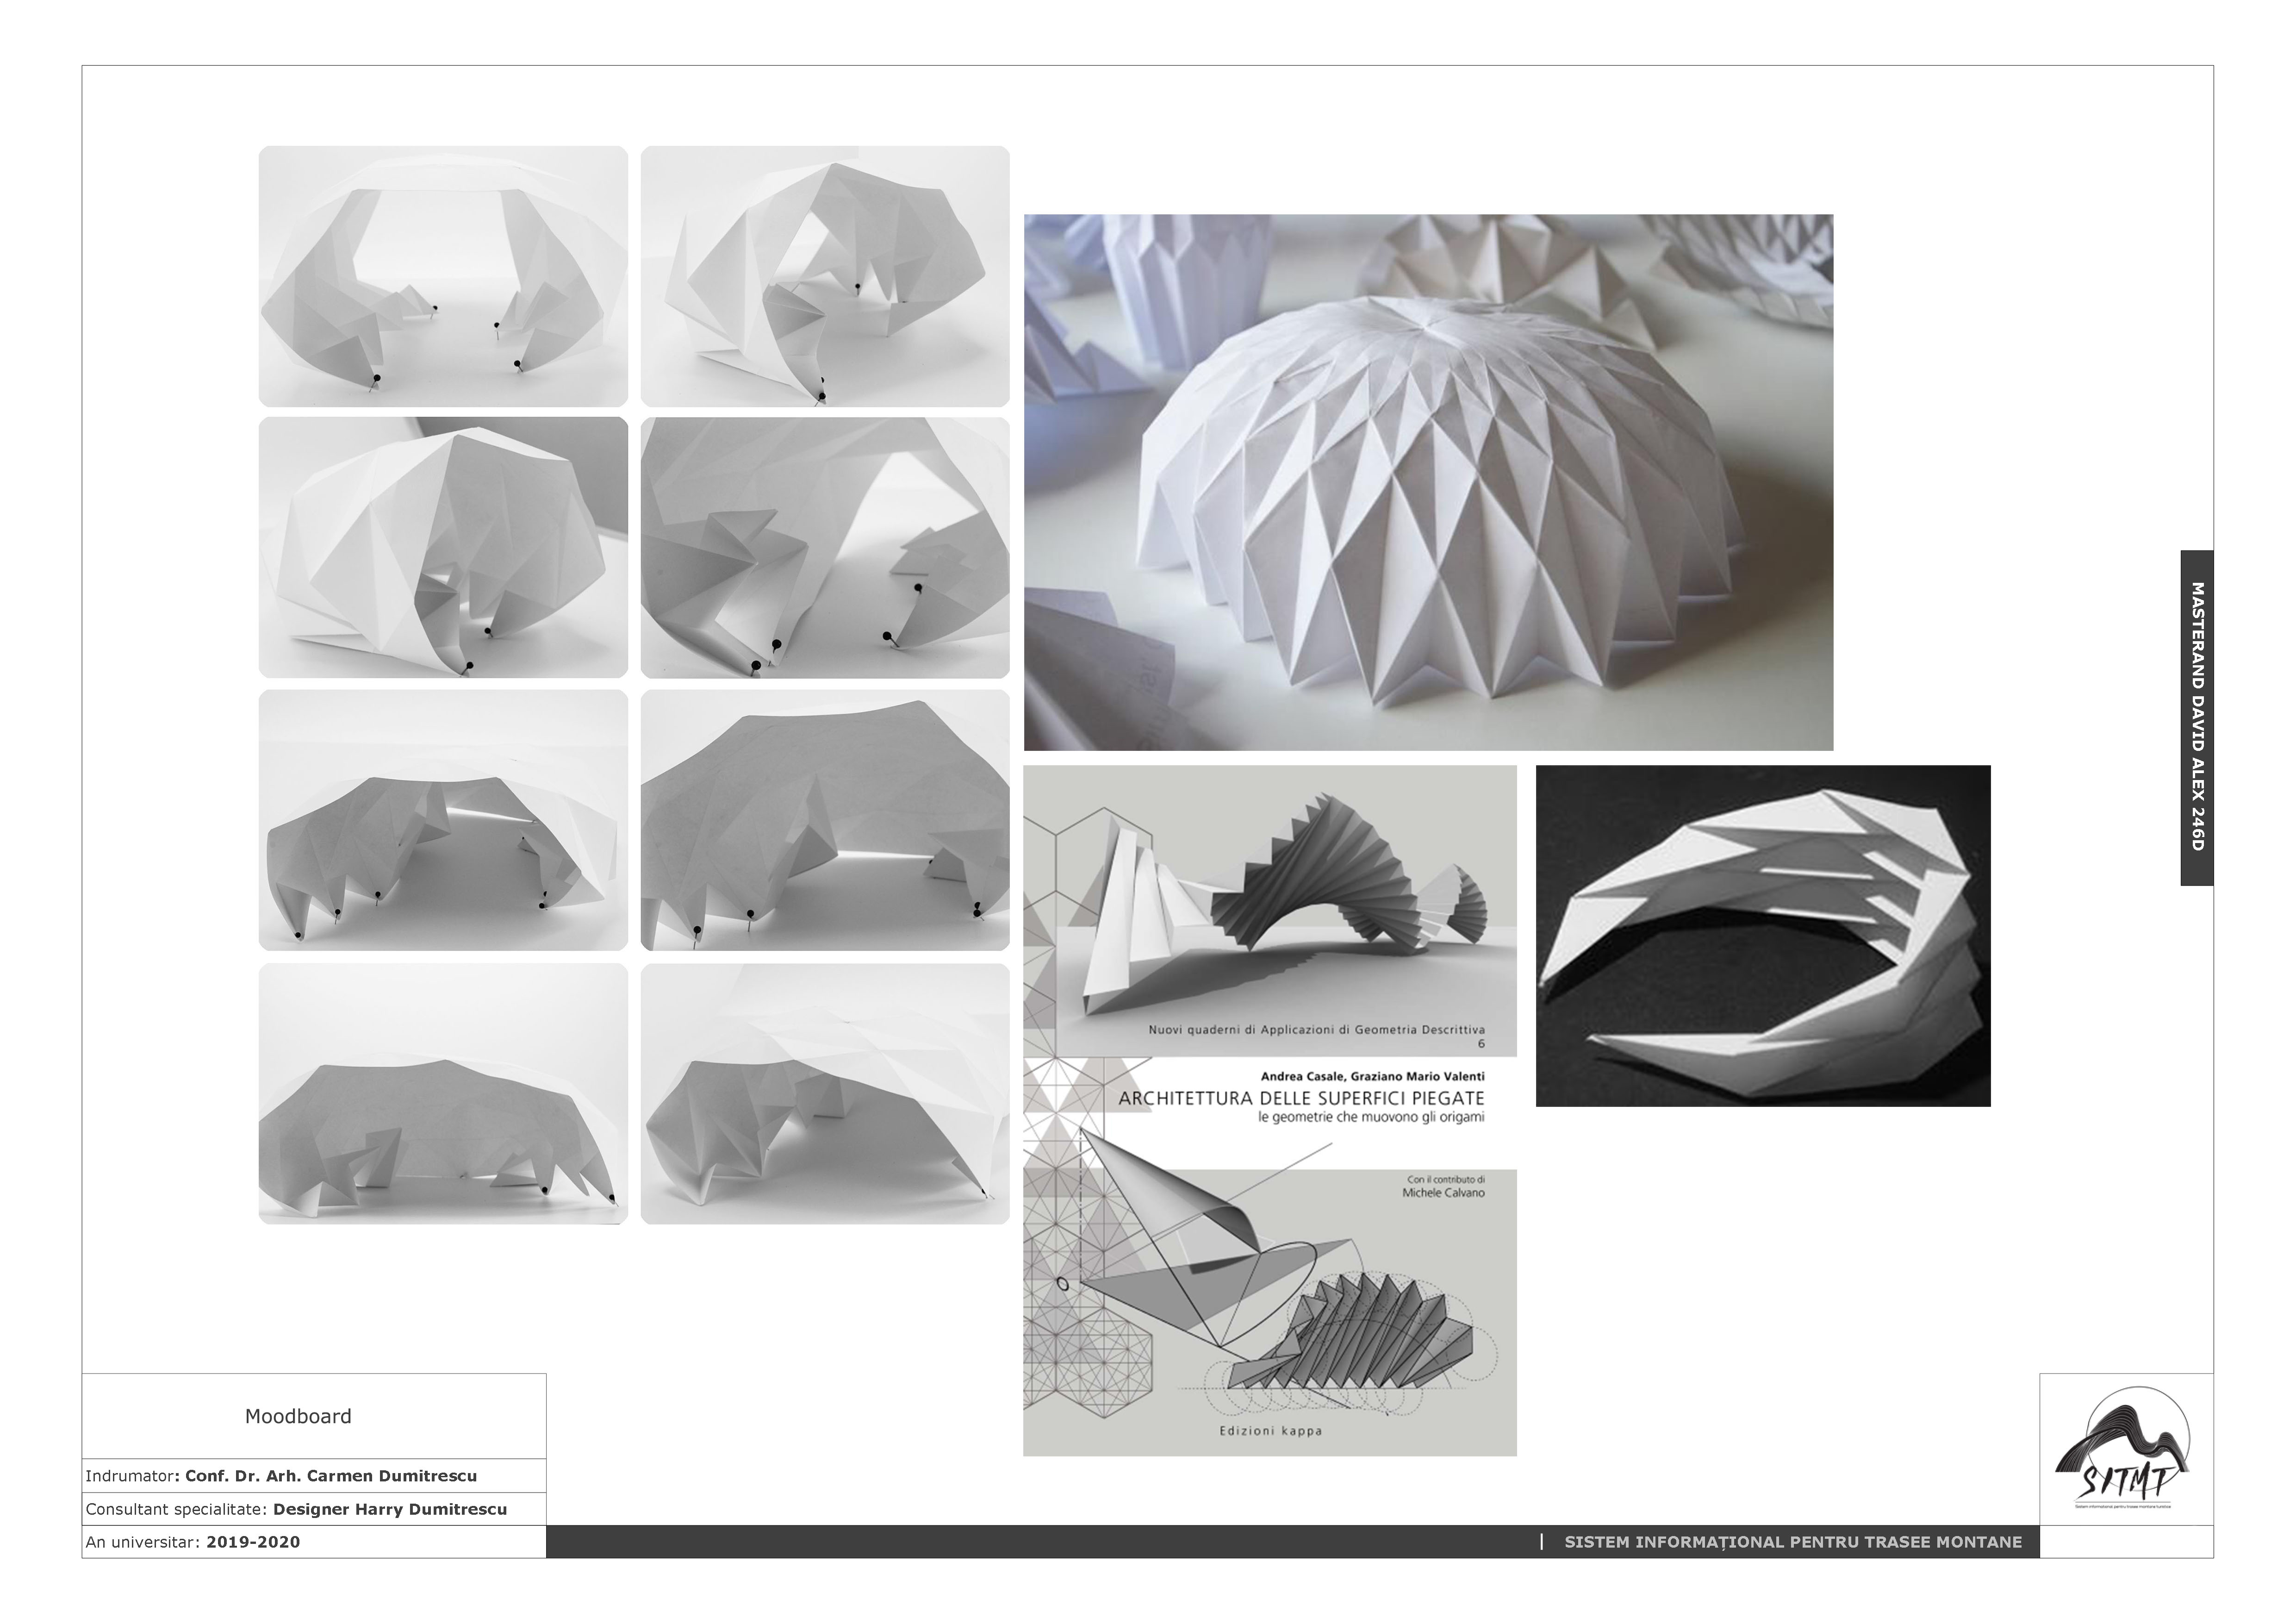 Nuovi quaderni di Applicazioni di Geometria Descrittiva
6
Andrea Casale, Graziano Mario Valenti
ARCHITETTURA DELLE SUPERFICI PIEGATE
le geometrie che muovono gli origami
Con il contributo di
Michele Calvano
Edizioni kappa
MASTERAND DAVID ALEX 246D
Moodboard
Indrumator: Conf. Dr. Arh. Carmen Dumitrescu
Consultant specialitate: Designer Harry Dumitrescu
An universitar: 2019-2020
| SISTEM INFORMAȚIONAL PENTRU TRASEE MONTANE
SITMT
Sistem informational pentru trasee montane turistice